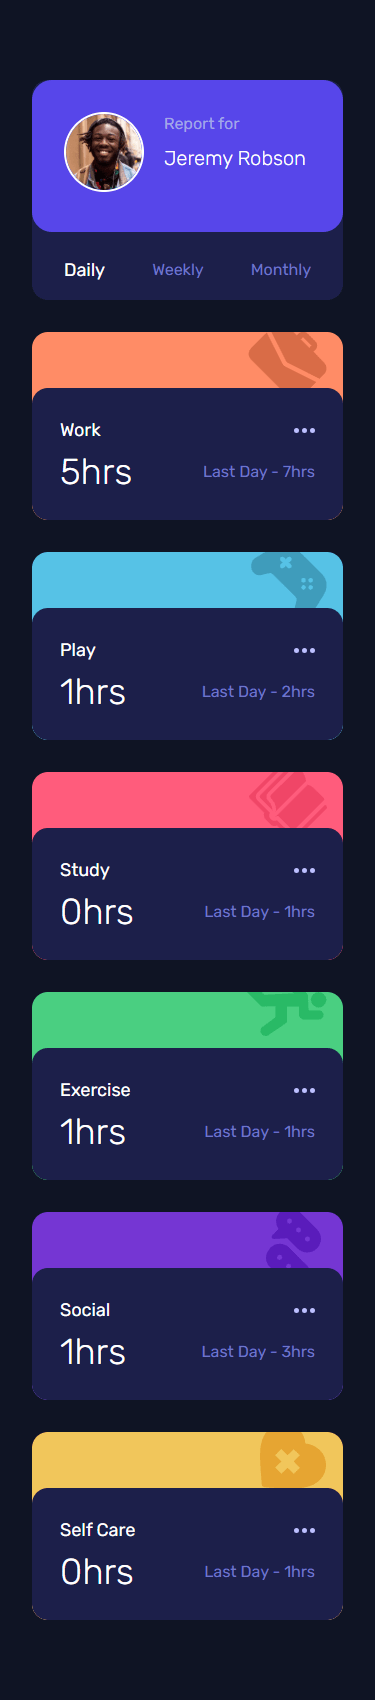 Report for
Jeremy Robson
Daily Weekly Monthly
Work
5hrs Last Day - 7hrs
Play
1hrs Last Day - 2hrs
Study
0hrs Last Day - 1hrs
Exercise
1hrs Last Day - 1hrs
Social
1hrs Last Day - 3hrs
Self Care
0hrs Last Day - 1hrs